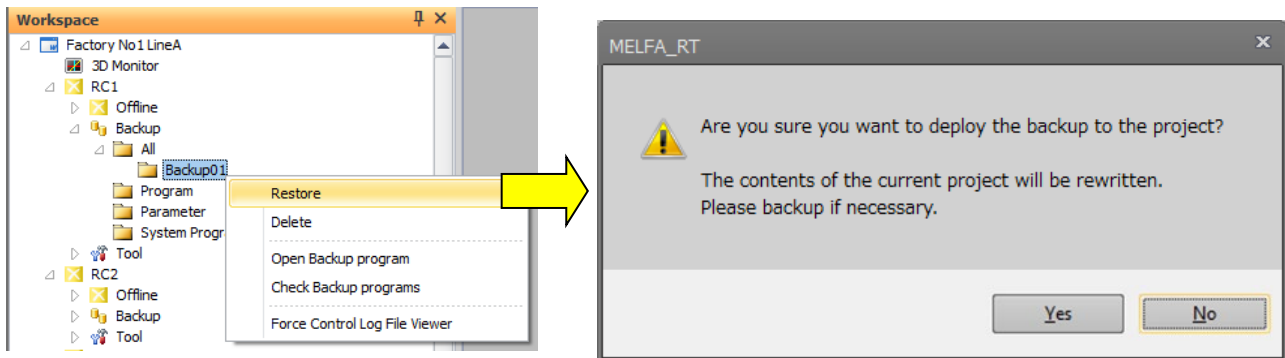 Workspace
Factory No1 LineA
3D Monitor
RC1
Offline
Backup
All
Backup01
Program
Parameter
System Progr
Tool
RC2
Offline
Backup
Tool
Restore
Delete
Open Backup program
Check Backup programs
Force Control Log File Viewer
MELFA_RT
Are you sure you want to deploy the backup to the project?
The contents of the current project will be rewritten.
Please backup if necessary.
Yes
No